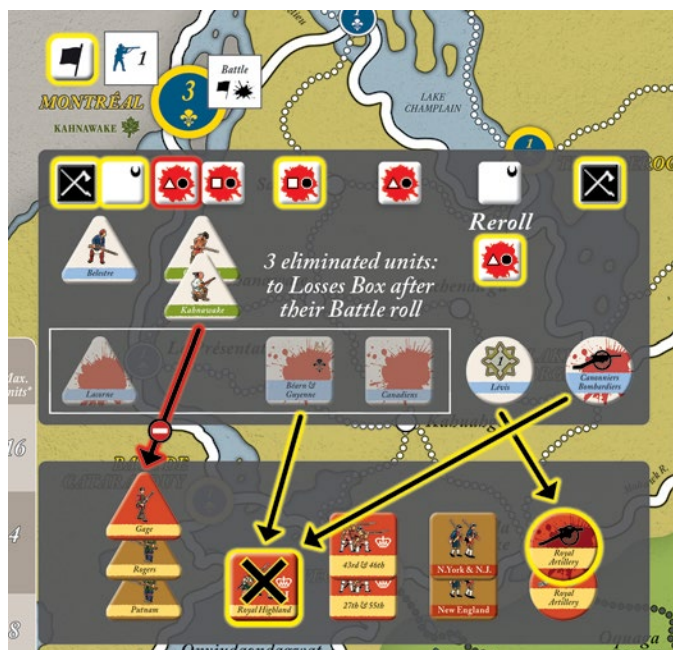 1
1
Battle
3
MONTRÉAL
KAHNAWAKE
LAKE
CHAMPLAIN
1
Reroll
Belestre
Kahnawake
3 eliminated units:
to Losses Box after
their Battle roll
Lacorne
Béarn &
Guyenne
Canadiens
1
Lévis
Canonniers
Bombardiers
16
4
8
Gage
Rogers
Putnam
Royal Highland
43rd & 46th
27th & 55th
N.York & N.J.
New England
Royal
Artillery
Royal
Artillery
Oquaga